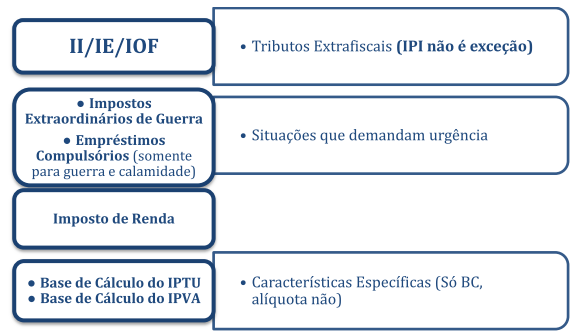 II/IE/IOF
• Tributos Extrafiscais (IPI não é exceção)
● Impostos
Extraordinários de Guerra
● Empréstimos
Compulsórios (somente
para guerra e calamidade)
• Situações que demandam urgência
Imposto de Renda
● Base de Cálculo do IPTU
● Base de Cálculo do IPVA
• Características Específicas (Só BC,
alíquota não)